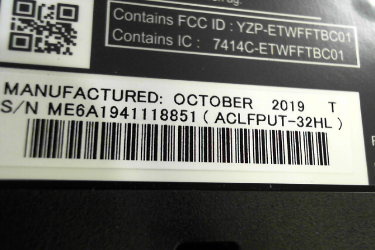 Contains FCC ID : YZP-ETWFFTBC01
Contains IC : 7414C-ETWFFTBC01
MANUFACTURED: OCTOBER 2019 T
S/N ME6A1941118851 ( ACLFPUT-32HL )